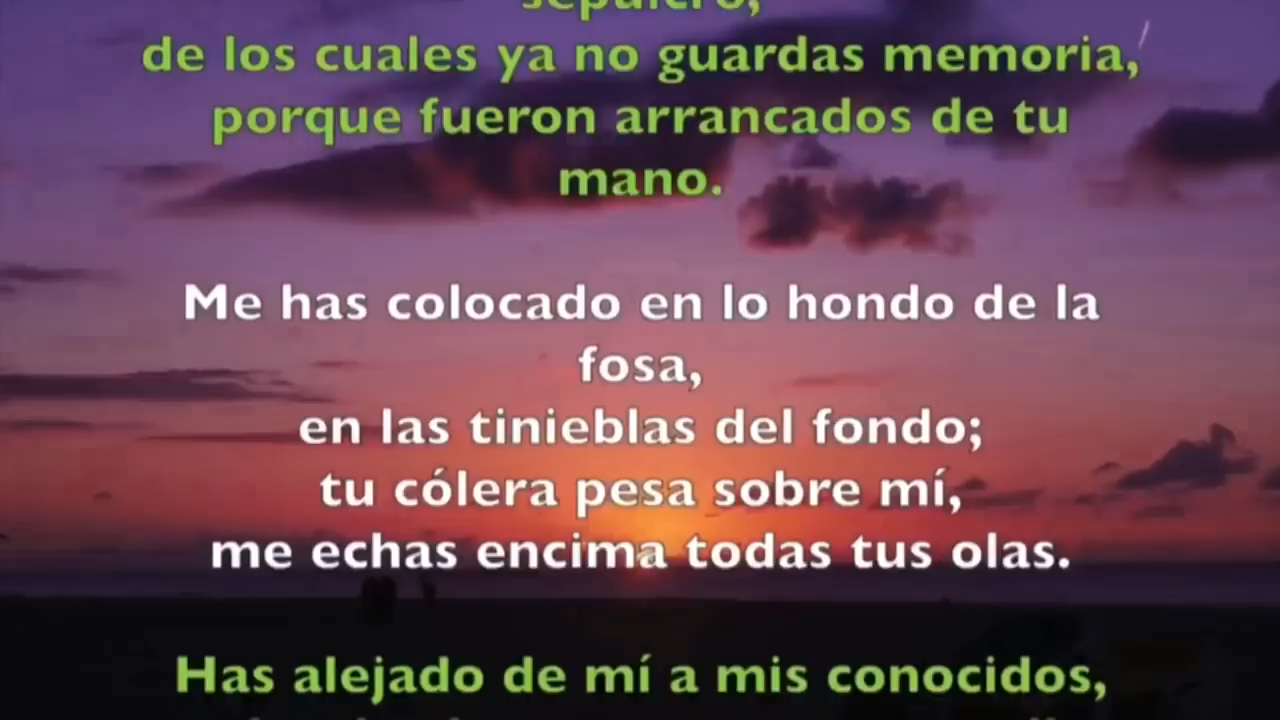 sepulcro,
de los cuales ya no guardas memoria,
porque fueron arrancados de tu
mano.
Me has colocado en lo hondo de la
fosa,
en las tinieblas del fondo;
tu cólera pesa sobre mí,
me echas encima todas tus olas.
Has alejado de mí a mis conocidos,